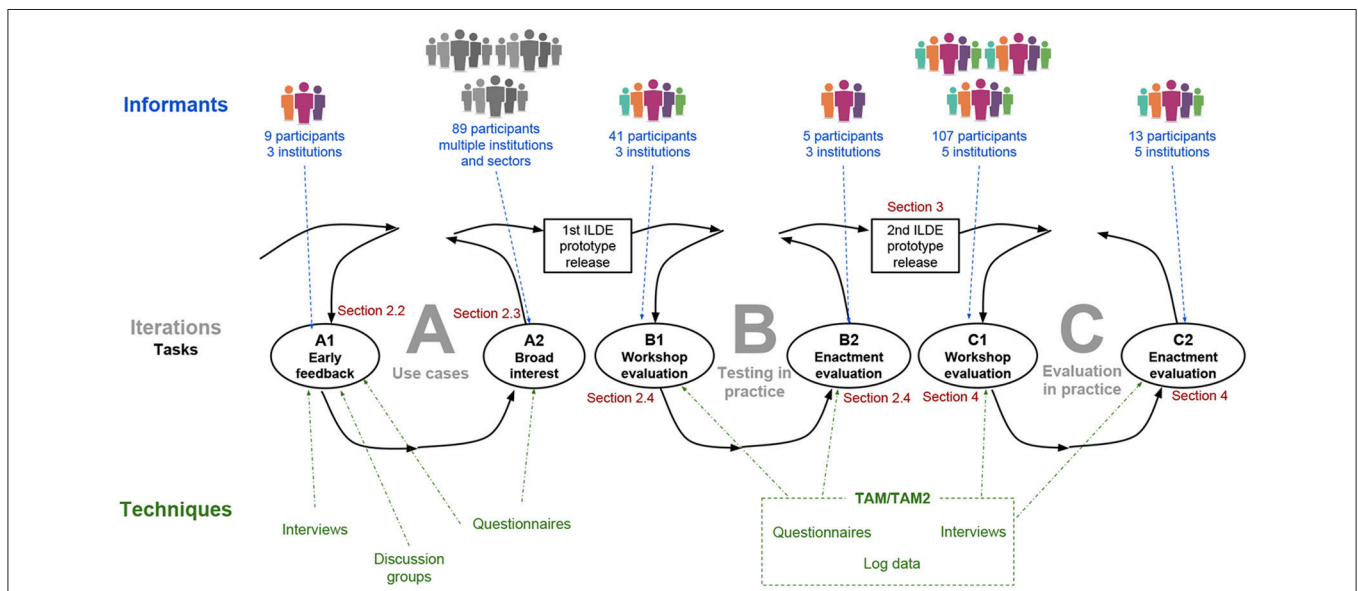 Informants
9 participants
3 institutions
89 participants
multiple institutions
and sectors
41 participants
3 institutions
5 participants
3 institutions
107 participants
5 institutions
13 participants
5 institutions
1st ILDE
prototype
release
Section 3
2nd ILDE
prototype
release
Iterations
Tasks
Section 2.2
A1
Early
feedback
A
Use cases
Section 2.3
A2
Broad
interest
B1
Workshop
evaluation
Section 2.4
B
Testing in
practice
B2
Enactment
evaluation
Section 2.4
C1
Workshop
evaluation
Section 4
C
Evaluation
in practice
C2
Enactment
evaluation
Section 4
Techniques
Interviews
Discussion
groups
Questionnaires
TAM/TAM2
Questionnaires
Interviews
Log data